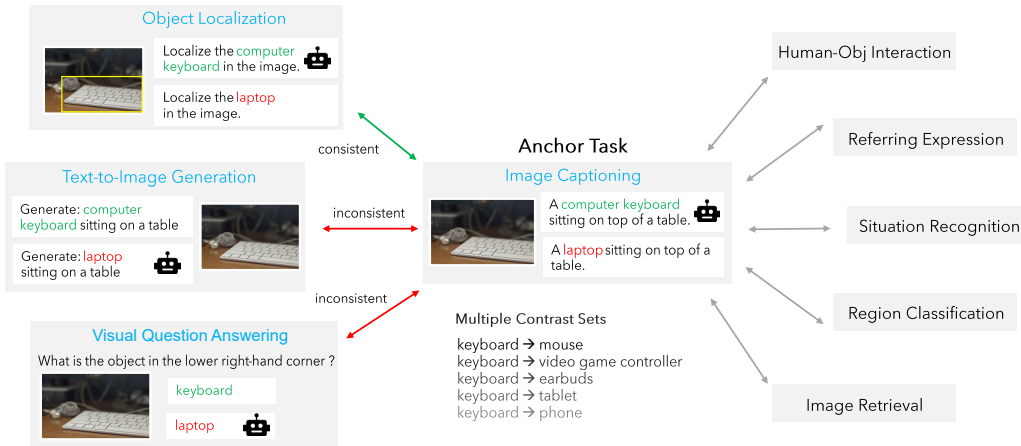 Object Localization
Localize the computer
keyboard in the image.
Localize the laptop
in the image.
consistent
Text-to-Image Generation
Generate: computer
keyboard sitting on a table
Generate: laptop
sitting on a table
inconsistent
inconsistent
Visual Question Answering
What is the object in the lower right-hand corner ?
keyboard
laptop
Anchor Task
Image Captioning
A computer keyboard
sitting on top of a table.
A laptop sitting on top of a
table.
Multiple Contrast Sets
keyboard → mouse
keyboard → video game controller
keyboard → earbuds
keyboard → tablet
keyboard → phone
Human-Obj Interaction
Referring Expression
Situation Recognition
Region Classification
Image Retrieval